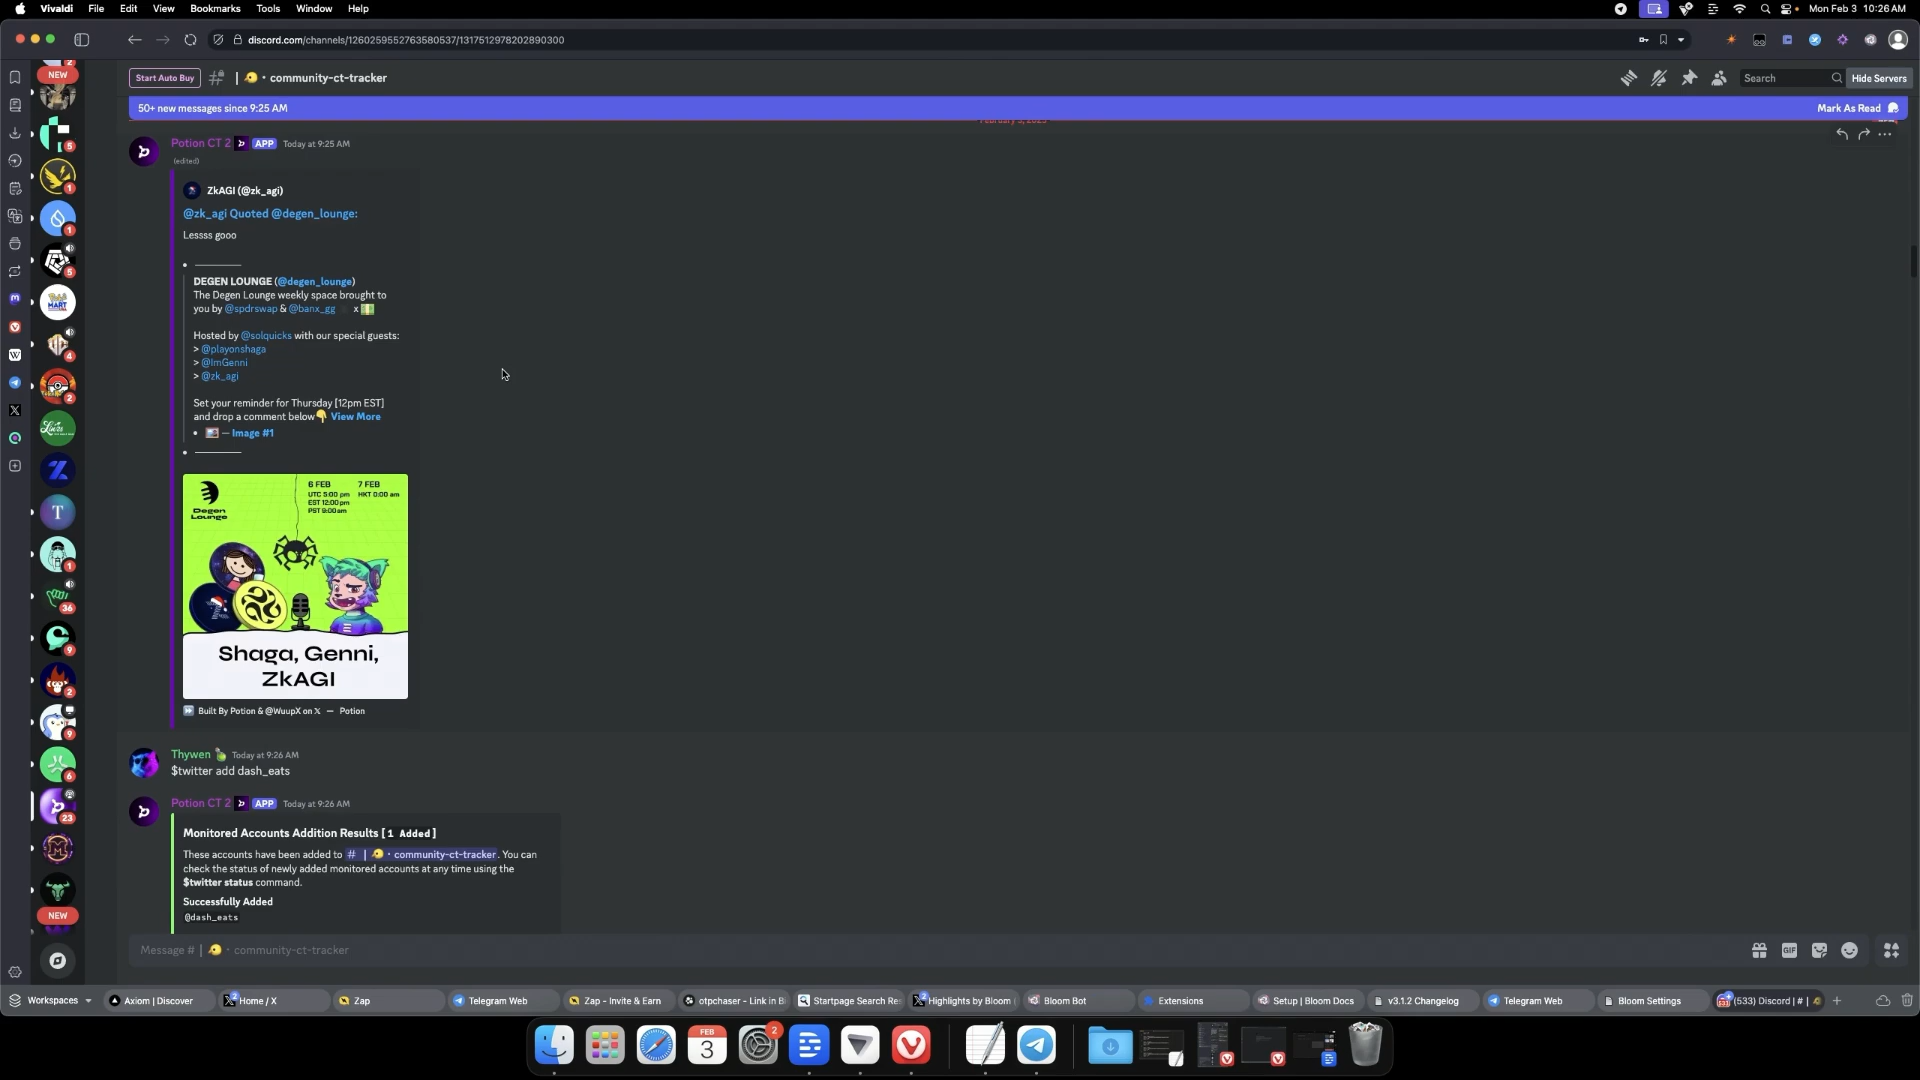 Vivaldi File Edit View Bookmarks Tools Window Help
Mon Feb 3 10:26 AM
discord.com/channels/1260259552763580537/1317512978202890300
NEW
Start Auto Buy
| • community-ct-tracker
Search
Hide Servers
50+ new messages since 9:25 AM
Mark As Read
Potion CT 2 APP Today at 9:25 AM
(edited)
ZkAGI (@zk_agi)
@zk_agi Quoted @degen_lounge:
Lessss gooo
DEGEN LOUNGE (@degen_lounge)
The Degen Lounge weekly space brought to
you by @spdrswap & @banx_gg x
Hosted by @solquicks with our special guests:
> @playonshaga
> @ImGenni
> @zk_agi
Set your reminder for Thursday [12pm EST]
and drop a comment below View More
— Image #1
Degen
Lounge
6 FEB
UTC 5:00 pm
EST 12:00 pm
PST 9:00 am
7 FEB
HKT 0:00 am
Shaga, Genni,
ZkAGI
Built By Potion & @WuupX on X — Potion
Thywen Today at 9:26 AM
$twitter add dash_eats
Potion CT 2 APP Today at 9:26 AM
Monitored Accounts Addition Results [ 1 Added ]
These accounts have been added to # | • community-ct-tracker. You can
check the status of newly added monitored accounts at any time using the
$twitter status command.
Successfully Added
@dash_eats
NEW
Message # | • community-ct-tracker
Workspaces
Axiom | Discover
Home / X
Zap
Telegram Web
Zap - Invite & Earn
otpchaser - Link in B
Startpage Search Re
Highlights by Bloom
Bloom Bot
Extensions
Setup | Bloom Docs
v3.1.2 Changelog
Telegram Web
Bloom Settings
(533) Discord | # |
FEB
3
2